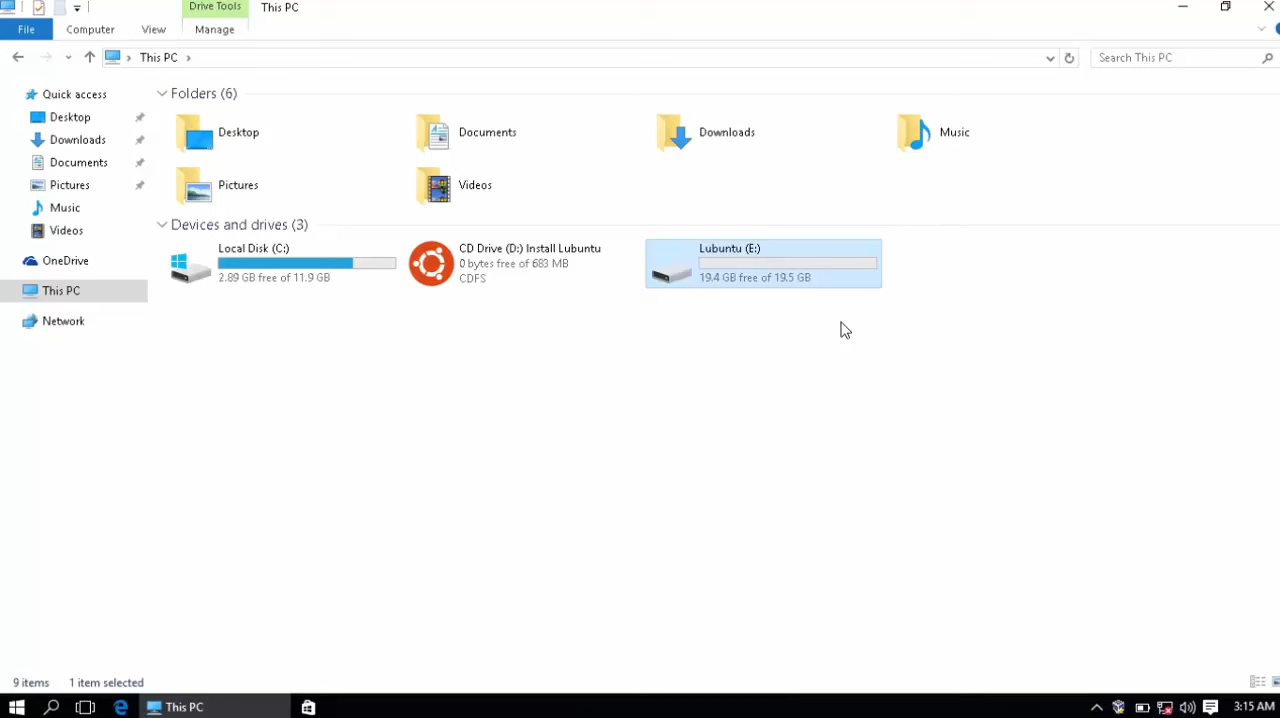 Drive Tools
This PC
File
Computer
View
Manage
This PC
Search This PC
Quick access
Desktop
Downloads
Documents
Pictures
Music
Videos
OneDrive
This PC
Network
Folders (6)
Desktop
Documents
Downloads
Music
Pictures
Videos
Devices and drives (3)
Local Disk (C:)
2.89 GB free of 11.9 GB
CD Drive (D:) Install Lubuntu
0 bytes free of 683 MB
CDFS
Lubuntu (E:)
19.4 GB free of 19.5 GB
9 items
1 item selected
This PC
3:15 AM